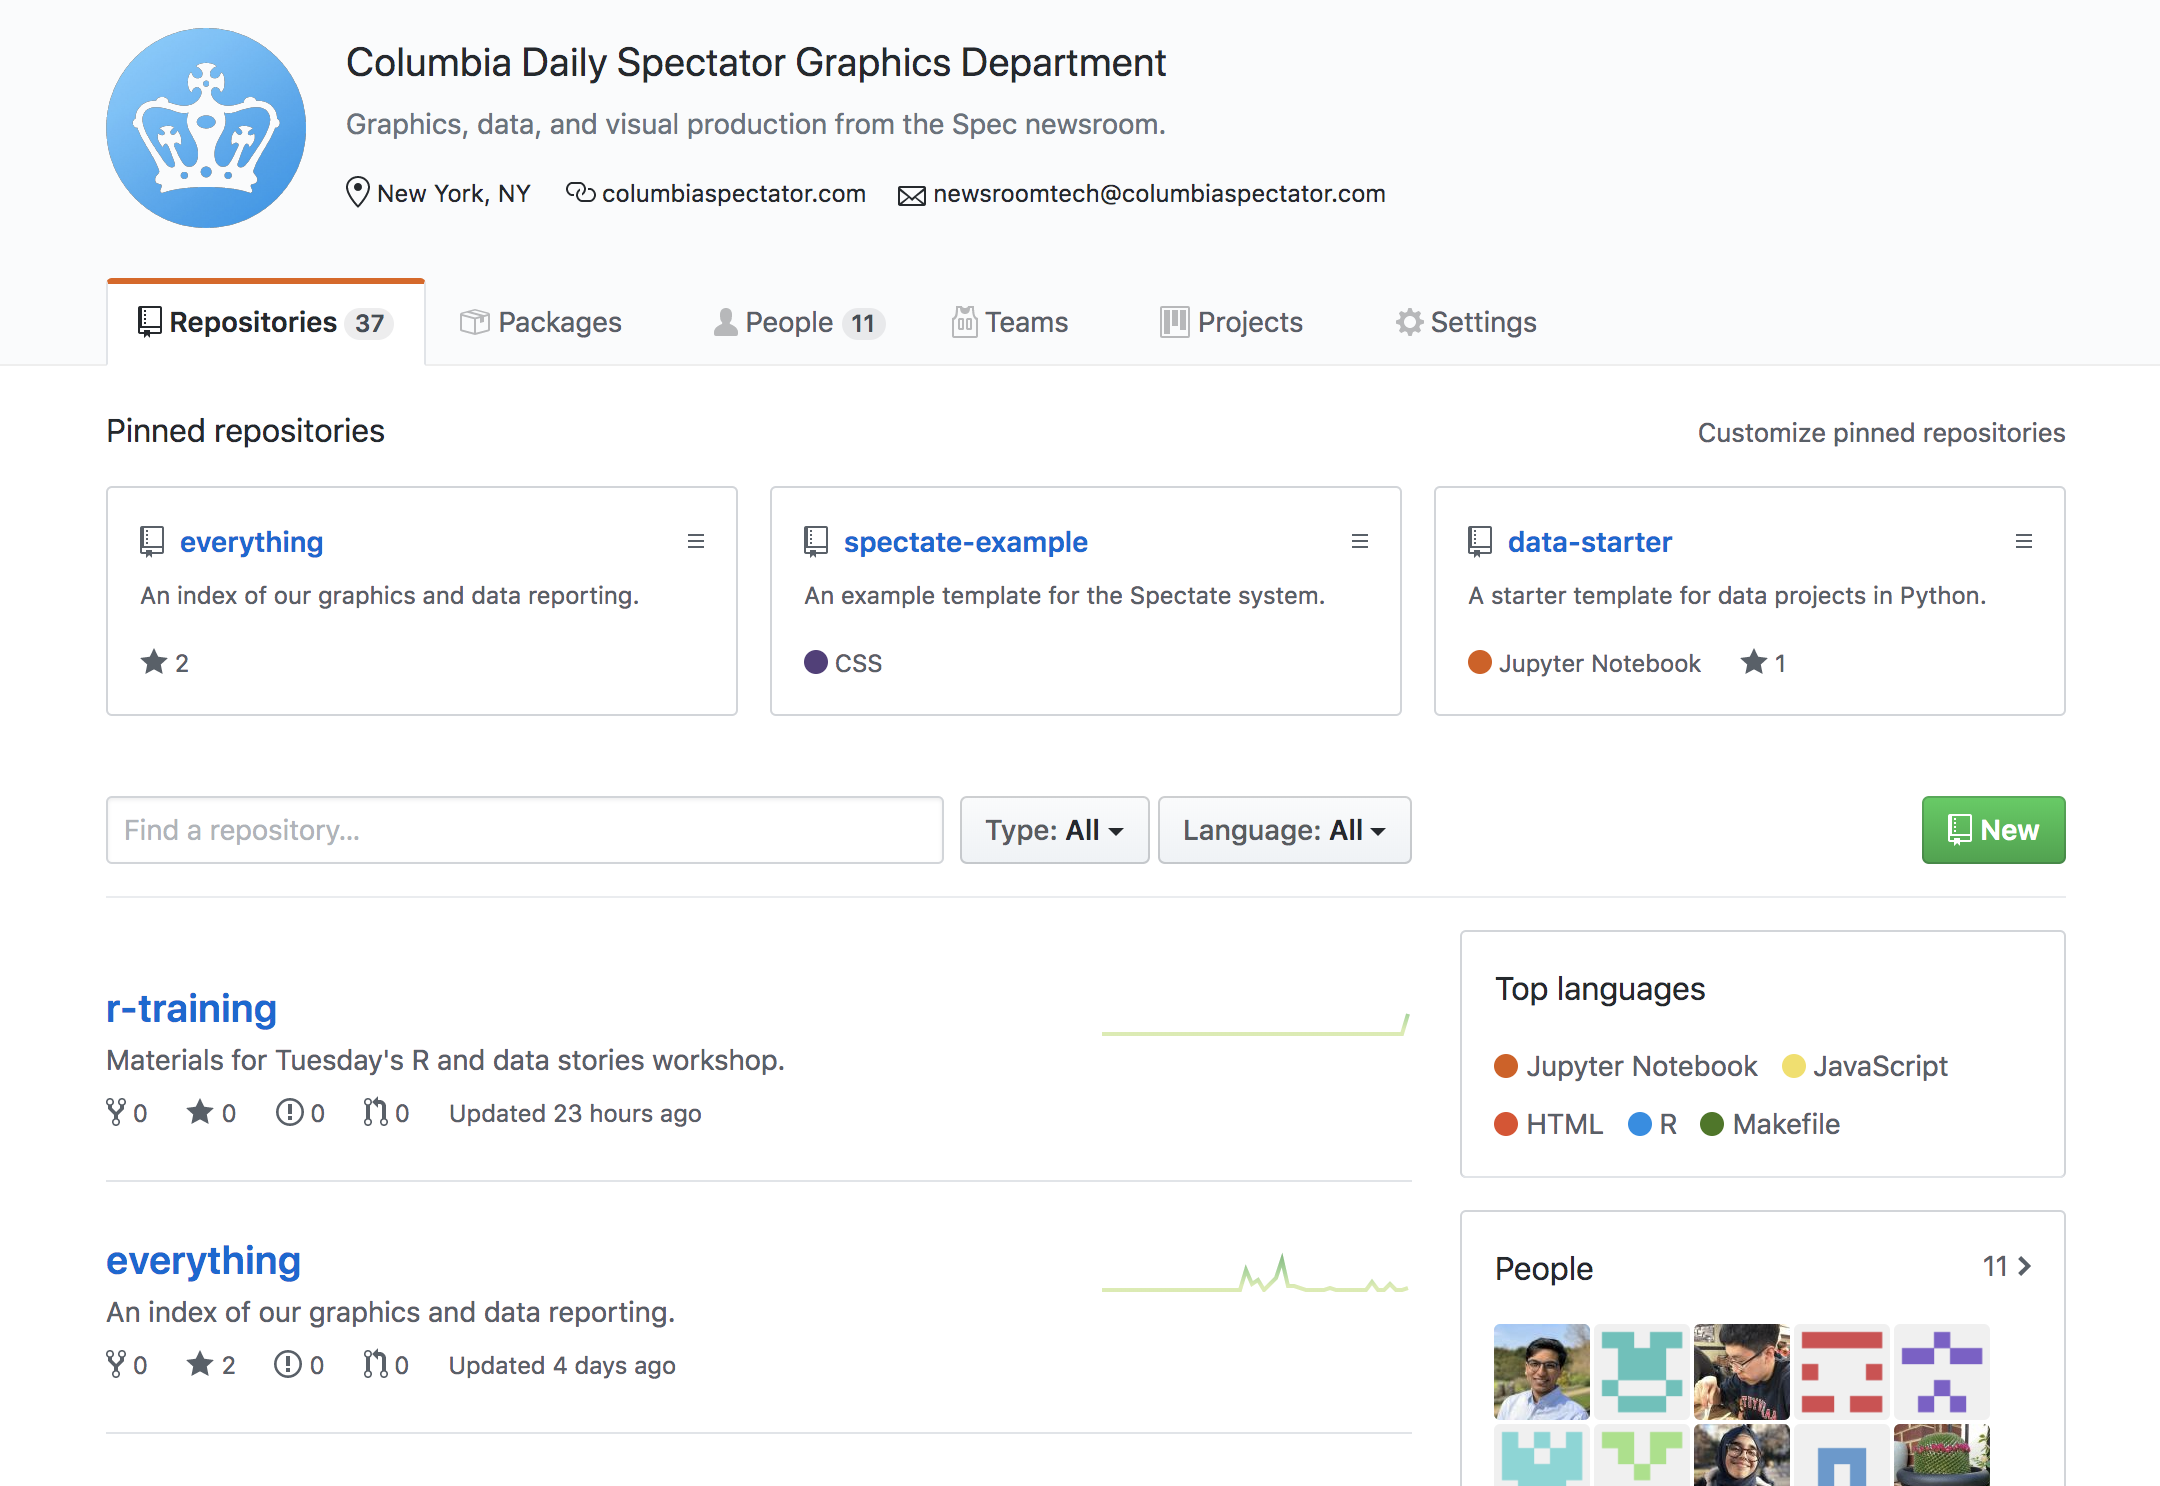 Columbia Daily Spectator Graphics Department
Graphics, data, and visual production from the Spec newsroom.
New York, NY columbiaspectator.com newsroomtech@columbiaspectator.com
Repositories 37 Packages People 11 Teams Projects Settings
Pinned repositories Customize pinned repositories
everything
An index of our graphics and data reporting.
2
spectate-example
An example template for the Spectate system.
CSS
data-starter
A starter template for data projects in Python.
Jupyter Notebook 1
Find a repository... Type: All Language: All New
r-training
Materials for Tuesday's R and data stories workshop.
0 0 0 0 Updated 23 hours ago
everything
An index of our graphics and data reporting.
0 2 0 0 Updated 4 days ago
Top languages
Jupyter Notebook JavaScript
HTML R Makefile
People 11